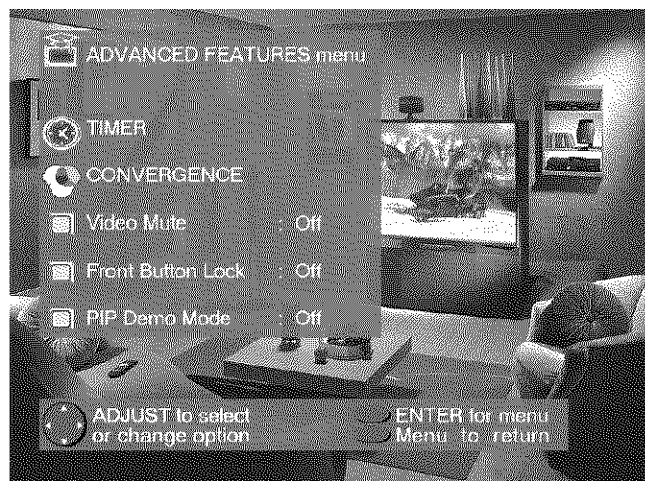 ADVANCED FEATURES menu
TIMER
CONVERGENCE
Video Mute : Off
Front Button Lock : Off
PIP Demo Mode : Off
ADJUST to select
or change option
ENTER for menu
Menu to return